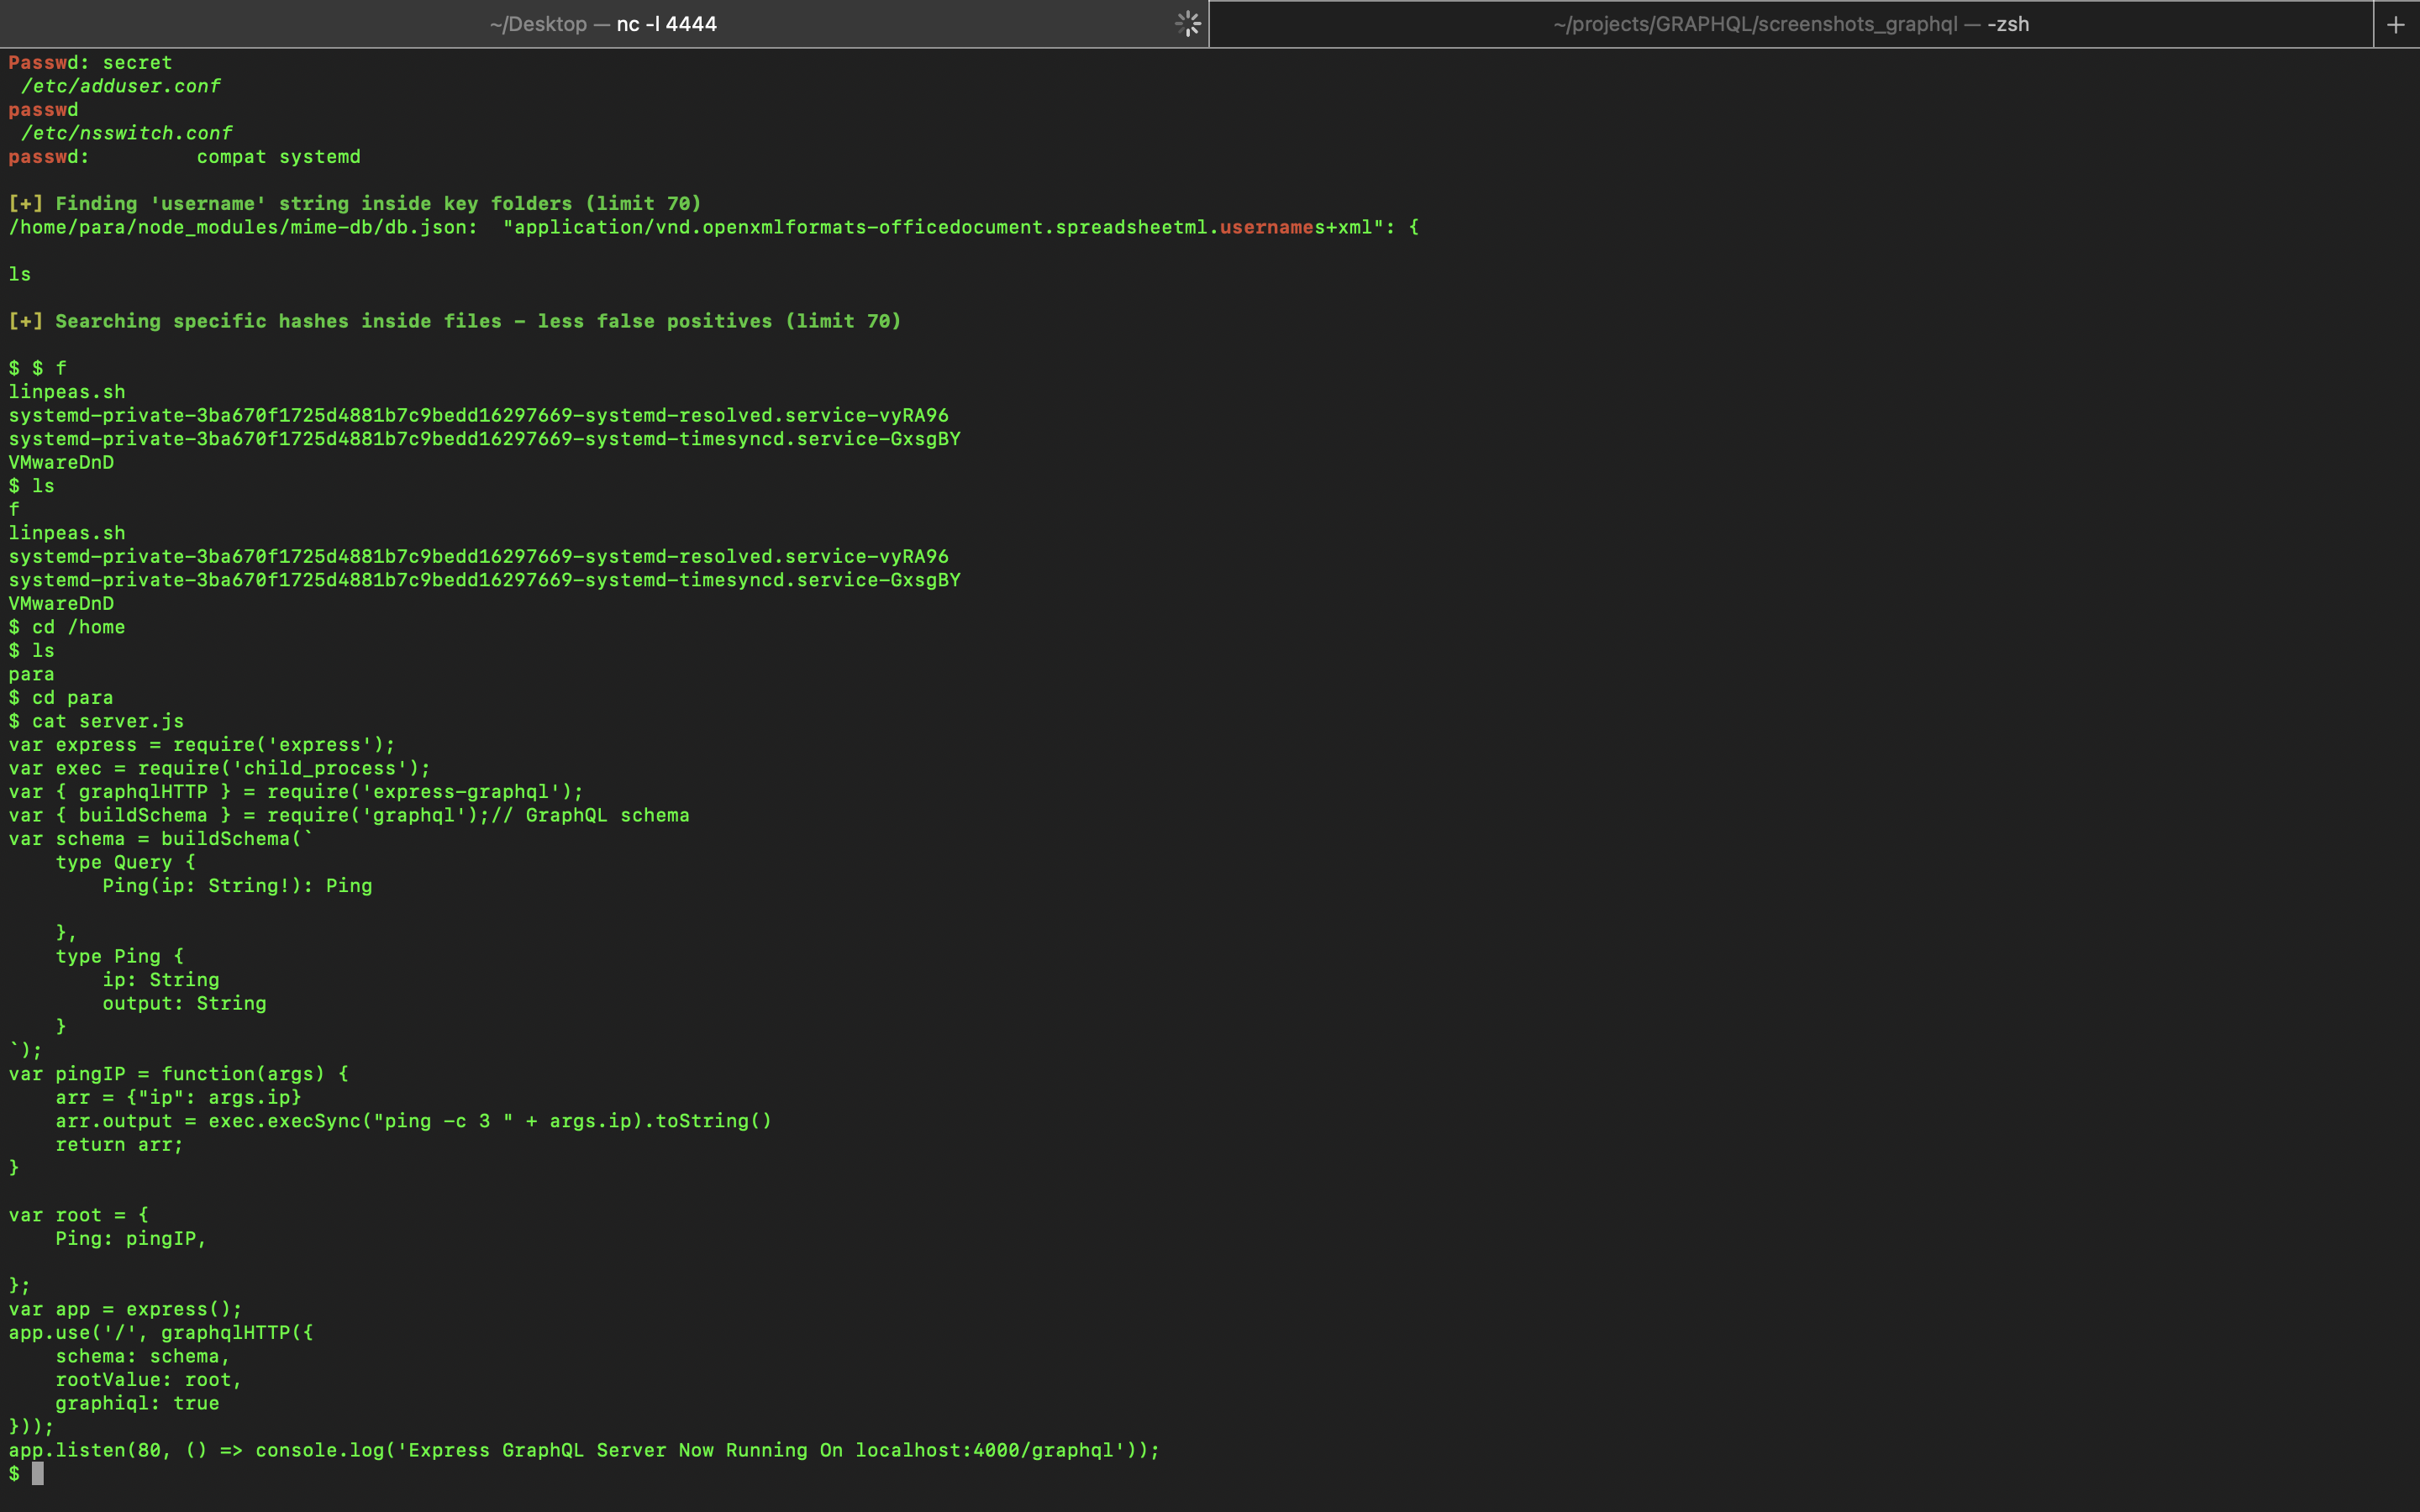 ~/Desktop — nc -l 4444
~/projects/GRAPHQL/screenshots_graphql — -zsh
+
Passwd: secret
 /etc/adduser.conf
passwd
 /etc/nsswitch.conf
passwd:         compat systemd

[+] Finding 'username' string inside key folders (limit 70)
/home/para/node_modules/mime-db/db.json:  "application/vnd.openxmlformats-officedocument.spreadsheetml.usernames+xml": {

ls

[+] Searching specific hashes inside files - less false positives (limit 70)

$ $ f
linpeas.sh
systemd-private-3ba670f1725d4881b7c9bedd16297669-systemd-resolved.service-vyRA96
systemd-private-3ba670f1725d4881b7c9bedd16297669-systemd-timesyncd.service-GxsgBY
VMwareDnD
$ ls
f
linpeas.sh
systemd-private-3ba670f1725d4881b7c9bedd16297669-systemd-resolved.service-vyRA96
systemd-private-3ba670f1725d4881b7c9bedd16297669-systemd-timesyncd.service-GxsgBY
VMwareDnD
$ cd /home
$ ls
para
$ cd para
$ cat server.js
var express = require('express');
var exec = require('child_process');
var { graphqlHTTP } = require('express-graphql');
var { buildSchema } = require('graphql');// GraphQL schema
var schema = buildSchema(`
    type Query {
        Ping(ip: String!): Ping

    },
    type Ping {
        ip: String
        output: String
    }
`);
var pingIP = function(args) {
    arr = {"ip": args.ip}
    arr.output = exec.execSync("ping -c 3 " + args.ip).toString()
    return arr;
}

var root = {
    Ping: pingIP,

};
var app = express();
app.use('/', graphqlHTTP({
    schema: schema,
    rootValue: root,
    graphiql: true
}));
app.listen(80, () => console.log('Express GraphQL Server Now Running On localhost:4000/graphql'));
$